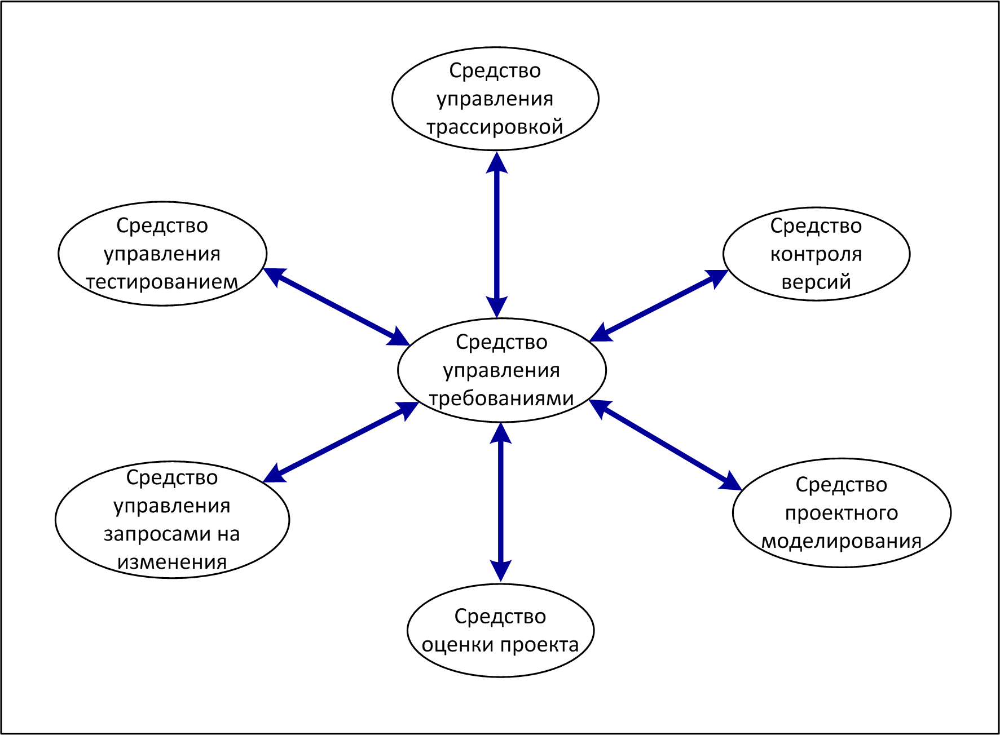 Средство
управления
трассировкой
Средство
управления
тестированием
Средство
контроля
версий
Средство
управления
требованиями
Средство
управления
запросами на
изменения
Средство
проектного
моделирования
Средство
оценки проекта